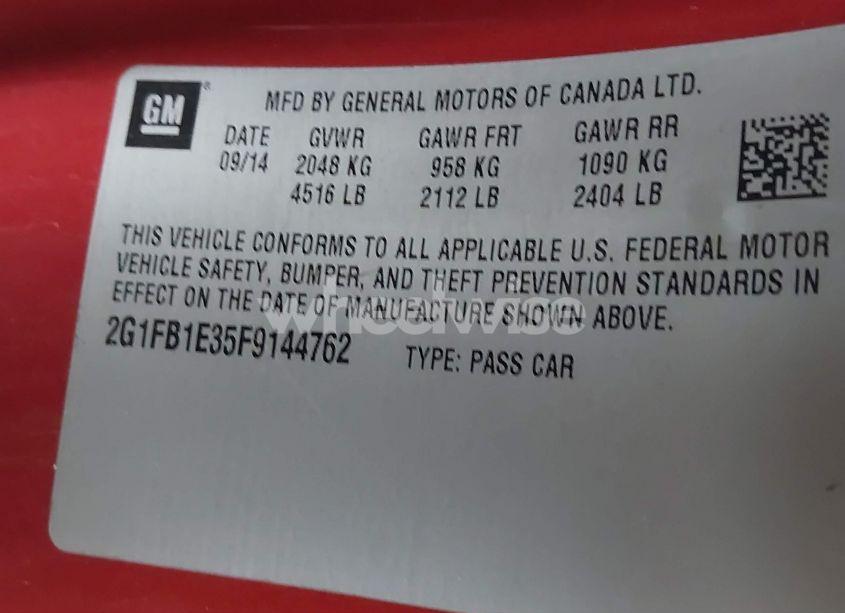 GM
MFD BY GENERAL MOTORS OF CANADA LTD.
DATE GVWR GAWR FRT GAWR RR
09/14 2048 KG 958 KG 1090 KG
4516 LB 2112 LB 2404 LB
THIS VEHICLE CONFORMS TO ALL APPLICABLE U.S. FEDERAL MOTOR
VEHICLE SAFETY, BUMPER, AND THEFT PREVENTION STANDARDS IN
EFFECT ON THE DATE OF MANUFACTURE SHOWN ABOVE.
wheelwise
2G1FB1E35F9144762 TYPE: PASS CAR